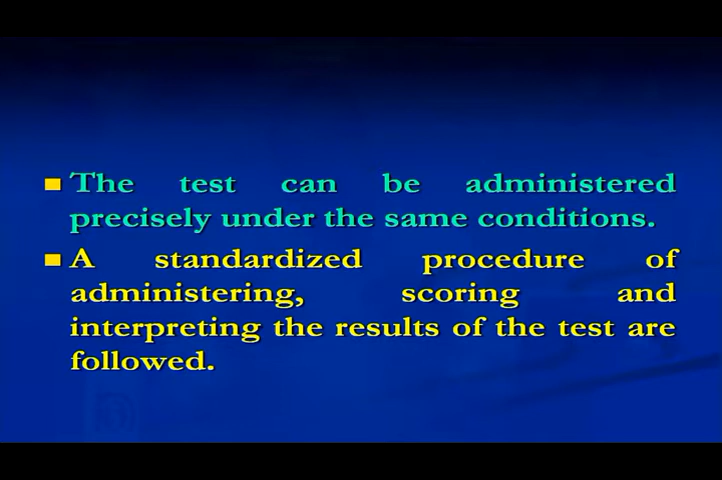 The test can be administered
precisely under the same conditions.
A standardized procedure of
administering, scoring and
interpreting the results of the test are
followed.